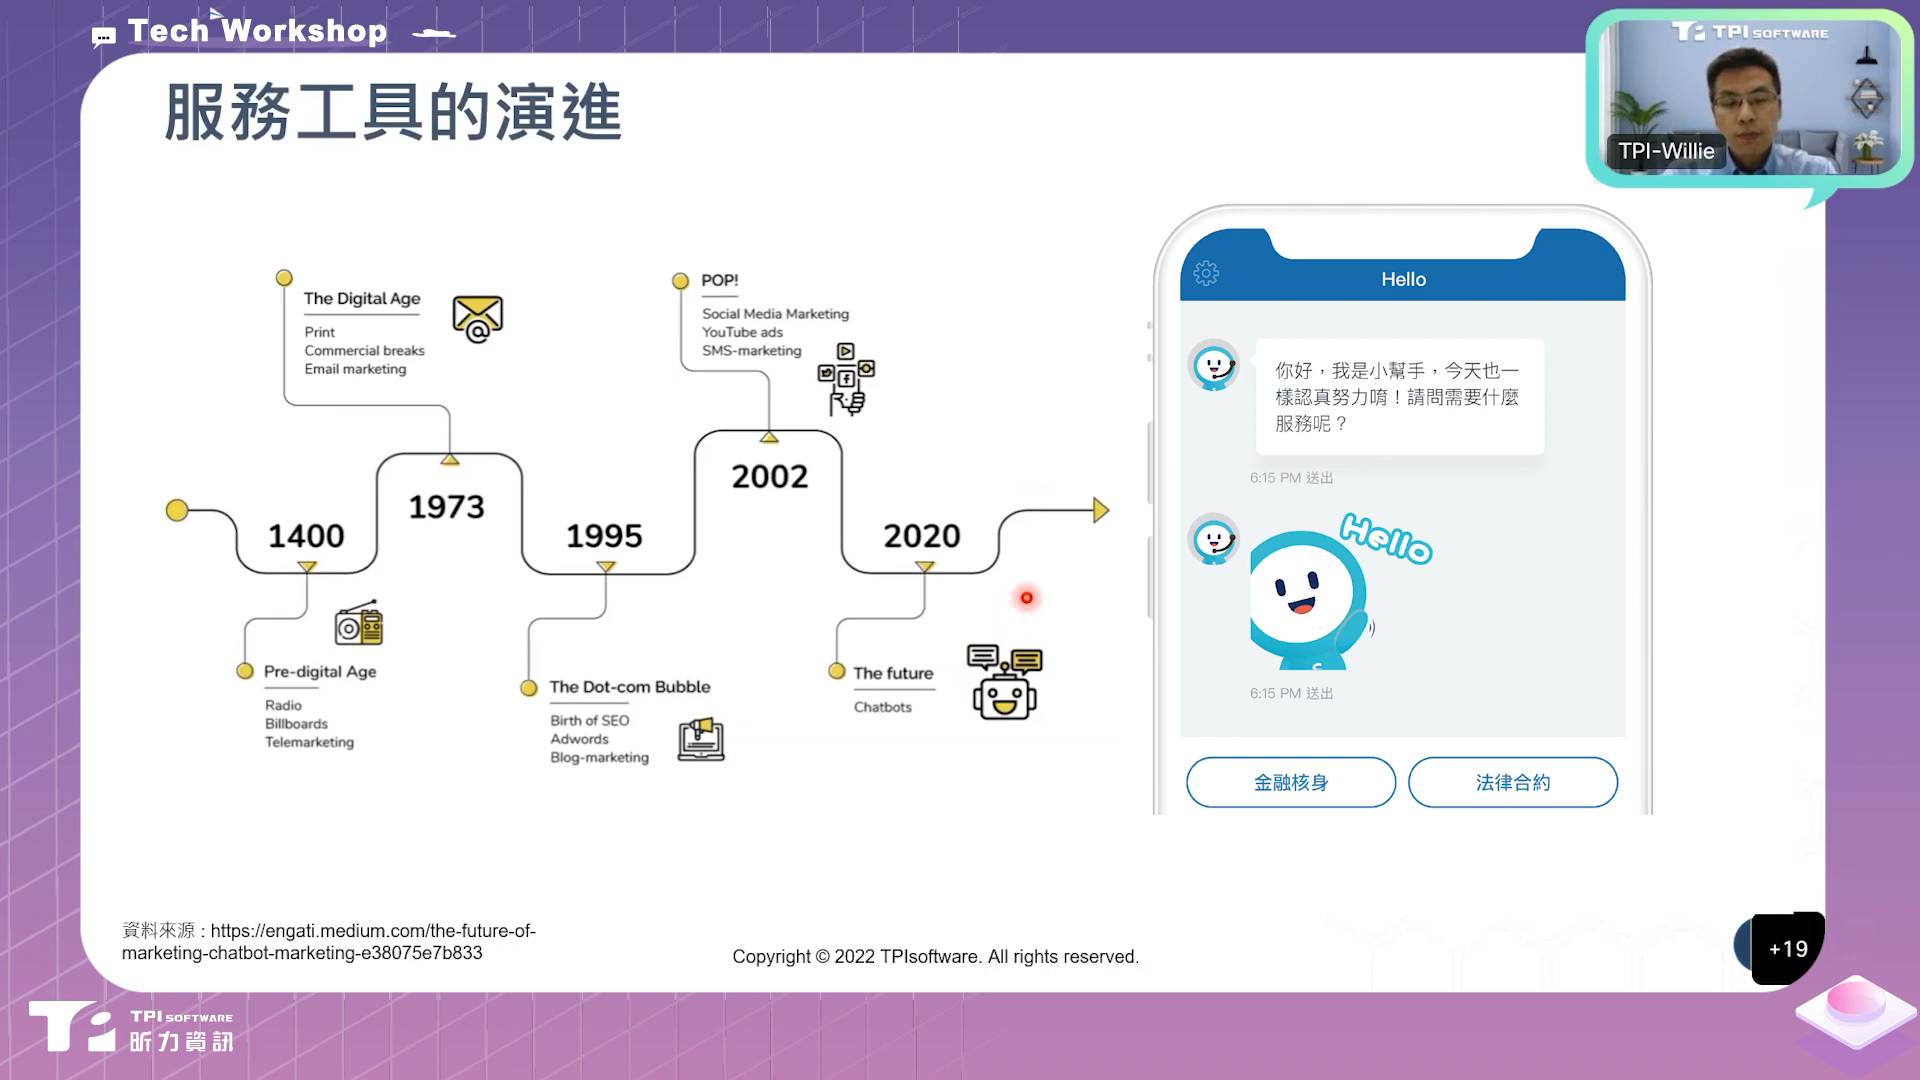 Tech Workshop
TPI SOFTWARE
TPI-Willie
服務工具的演進
The Digital Age
Print
Commercial breaks
Email marketing
POP!
Social Media Marketing
YouTube ads
SMS-marketing
1400
1973
1995
2002
2020
Pre-digital Age
Radio
Billboards
Telemarketing
The Dot-com Bubble
Birth of SEO
Adwords
Blog-marketing
The future
Chatbots
Hello
你好，我是小幫手，今天也一
樣認真努力唷！請問需要什麼
服務呢？
6:15 PM 送出
Hello
S
6:15 PM 送出
金融核身
法律合約
資料來源 : https://engati.medium.com/the-future-of-
marketing-chatbot-marketing-e38075e7b833
Copyright © 2022 TPIsoftware. All rights reserved.
+19
TPI SOFTWARE
昕力資訊